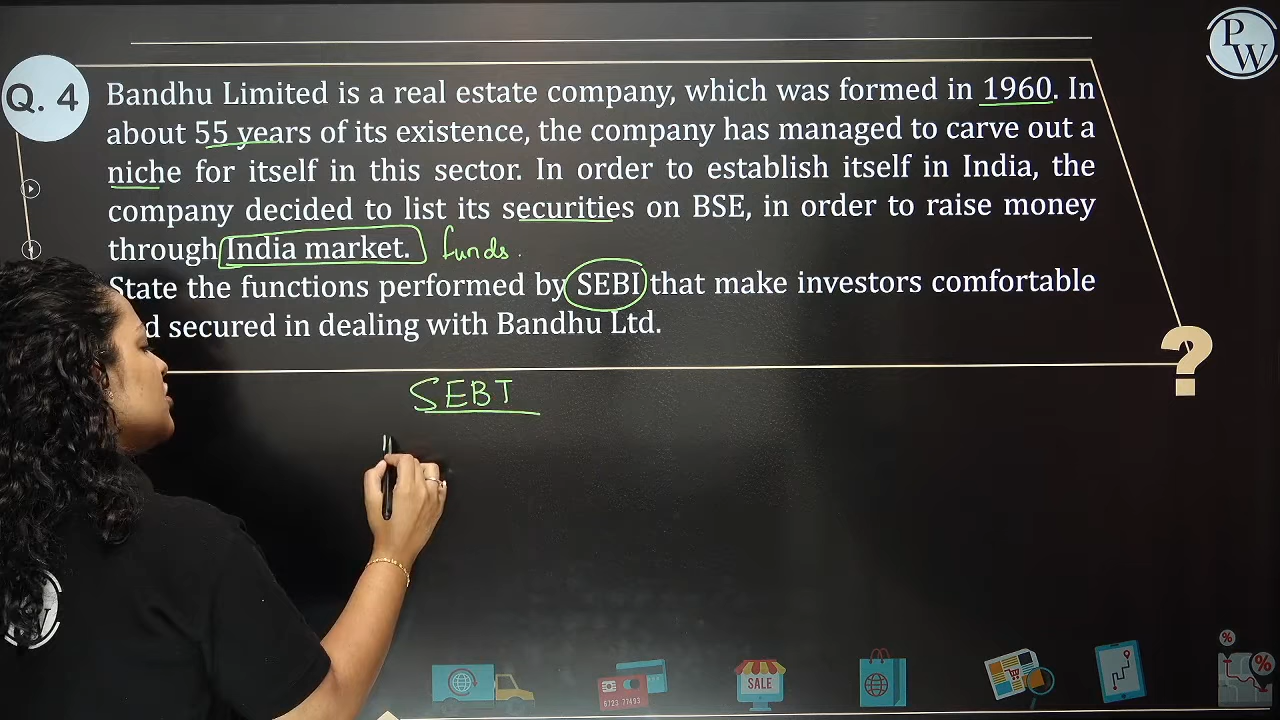 PW
Q. 4
Bandhu Limited is a real estate company, which was formed in 1960. In
about 55 years of its existence, the company has managed to carve out a
niche for itself in this sector. In order to establish itself in India, the
company decided to list its securities on BSE, in order to raise money
through India market. funds.
State the functions performed by SEBI that make investors comfortable
d secured in dealing with Bandhu Ltd.
?
SEBI
W
6723 77493
SALE
%
%